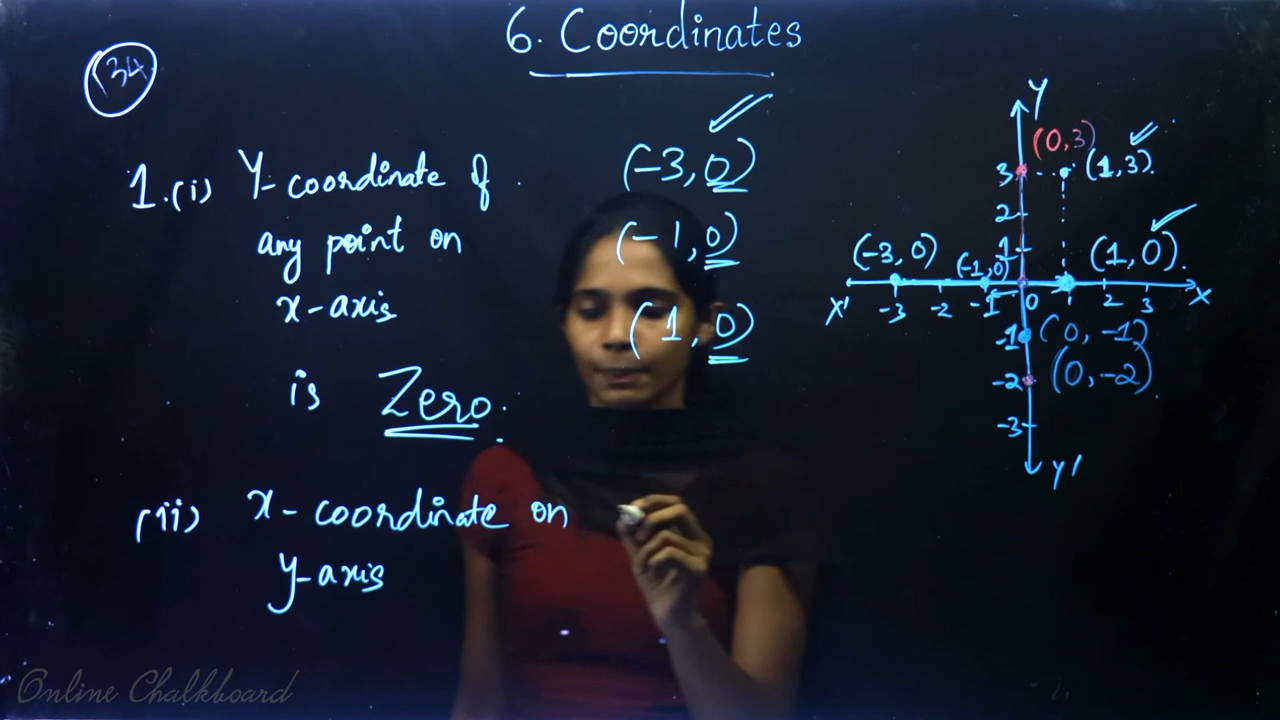 6. Coordinates
34
1.(i) Y-coordinate of
any point on
x-axis
is Zero.
(-3, 0)
(-1, 0)
(1, 0)
(ii) x-coordinate on
y-axis
Y
(0,3)
3
(1,3).
2
1
(-3, 0)
(-1,0)
(1, 0).
X'
-3
-2
-1
0
2
3
X
-1
(0, -1)
-2
(0, -2).
-3
Y'
Online Chalkboard